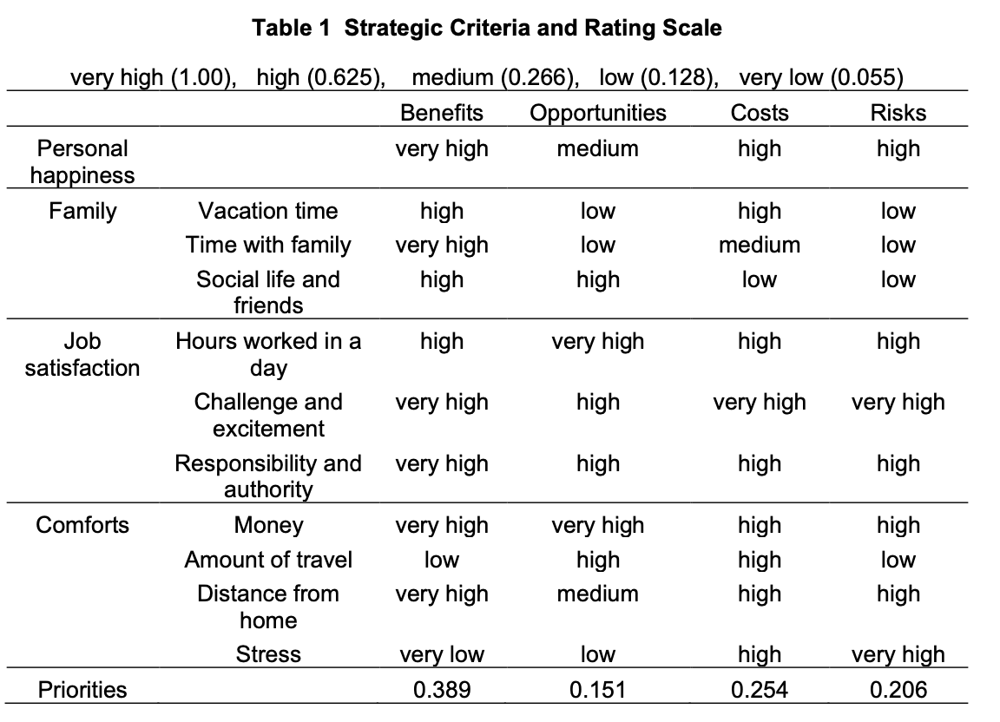 Table 1  Strategic Criteria and Rating Scale
very high (1.00),   high (0.625),    medium (0.266),   low (0.128),   very low (0.055)
Benefits Opportunities Costs Risks
Personal happiness very high medium high high
Family Vacation time high low high low
Time with family very high low medium low
Social life and friends high high low low
Job satisfaction Hours worked in a day high very high high high
Challenge and excitement very high high very high very high
Responsibility and authority very high high high high
Comforts Money very high very high high high
Amount of travel low high high low
Distance from home very high medium high high
Stress very low low high very high
Priorities 0.389 0.151 0.254 0.206